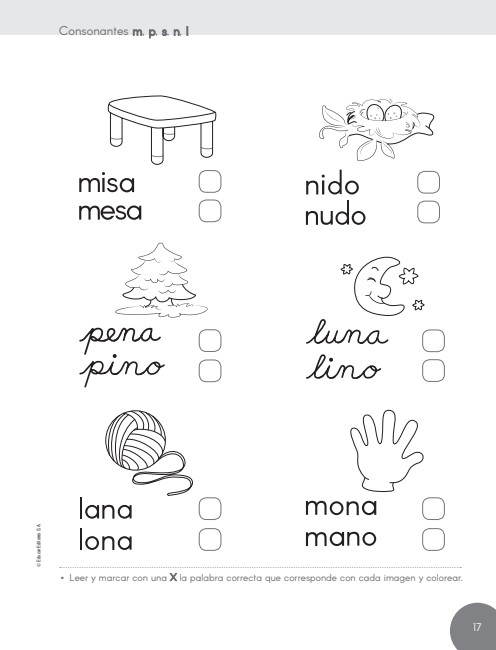 Consonantes m, p, s, n, l
misa
mesa
nido
nudo
pena
pino
luna
lino
lana
lona
mona
mano
© Educar Editores S.A.
• Leer y marcar con una X la palabra correcta que corresponde con cada imagen y colorear.
17